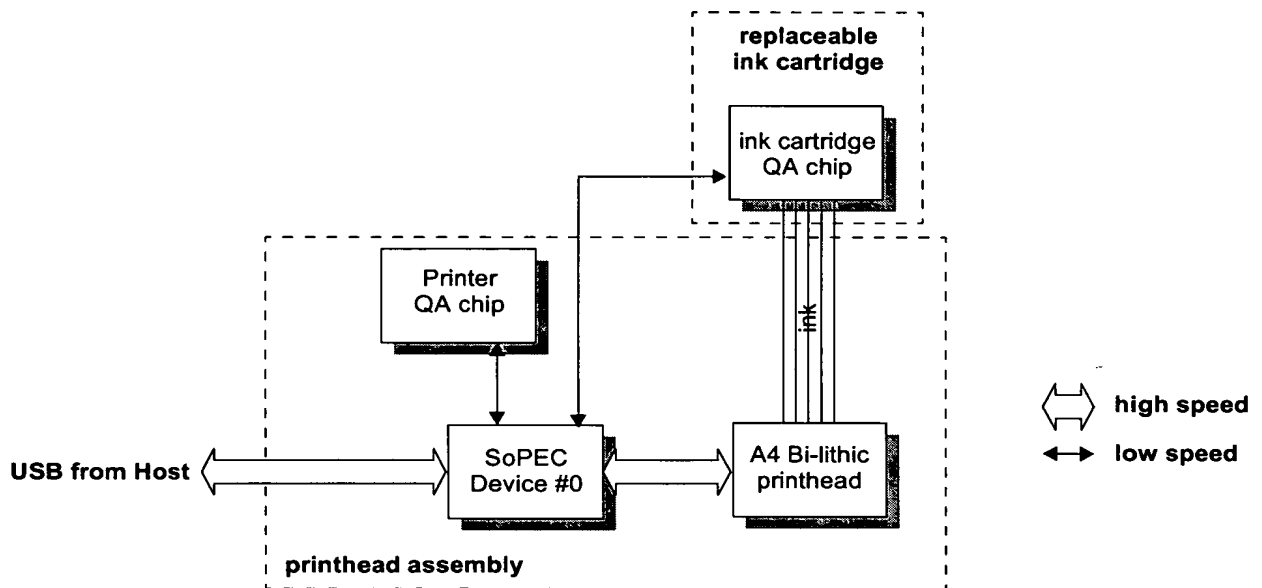 replaceable
ink cartridge
ink cartridge
QA chip
Printer
QA chip
ink
high speed
low speed
USB from Host
SoPEC
Device #0
A4 Bi-lithic
printhead
printhead assembly